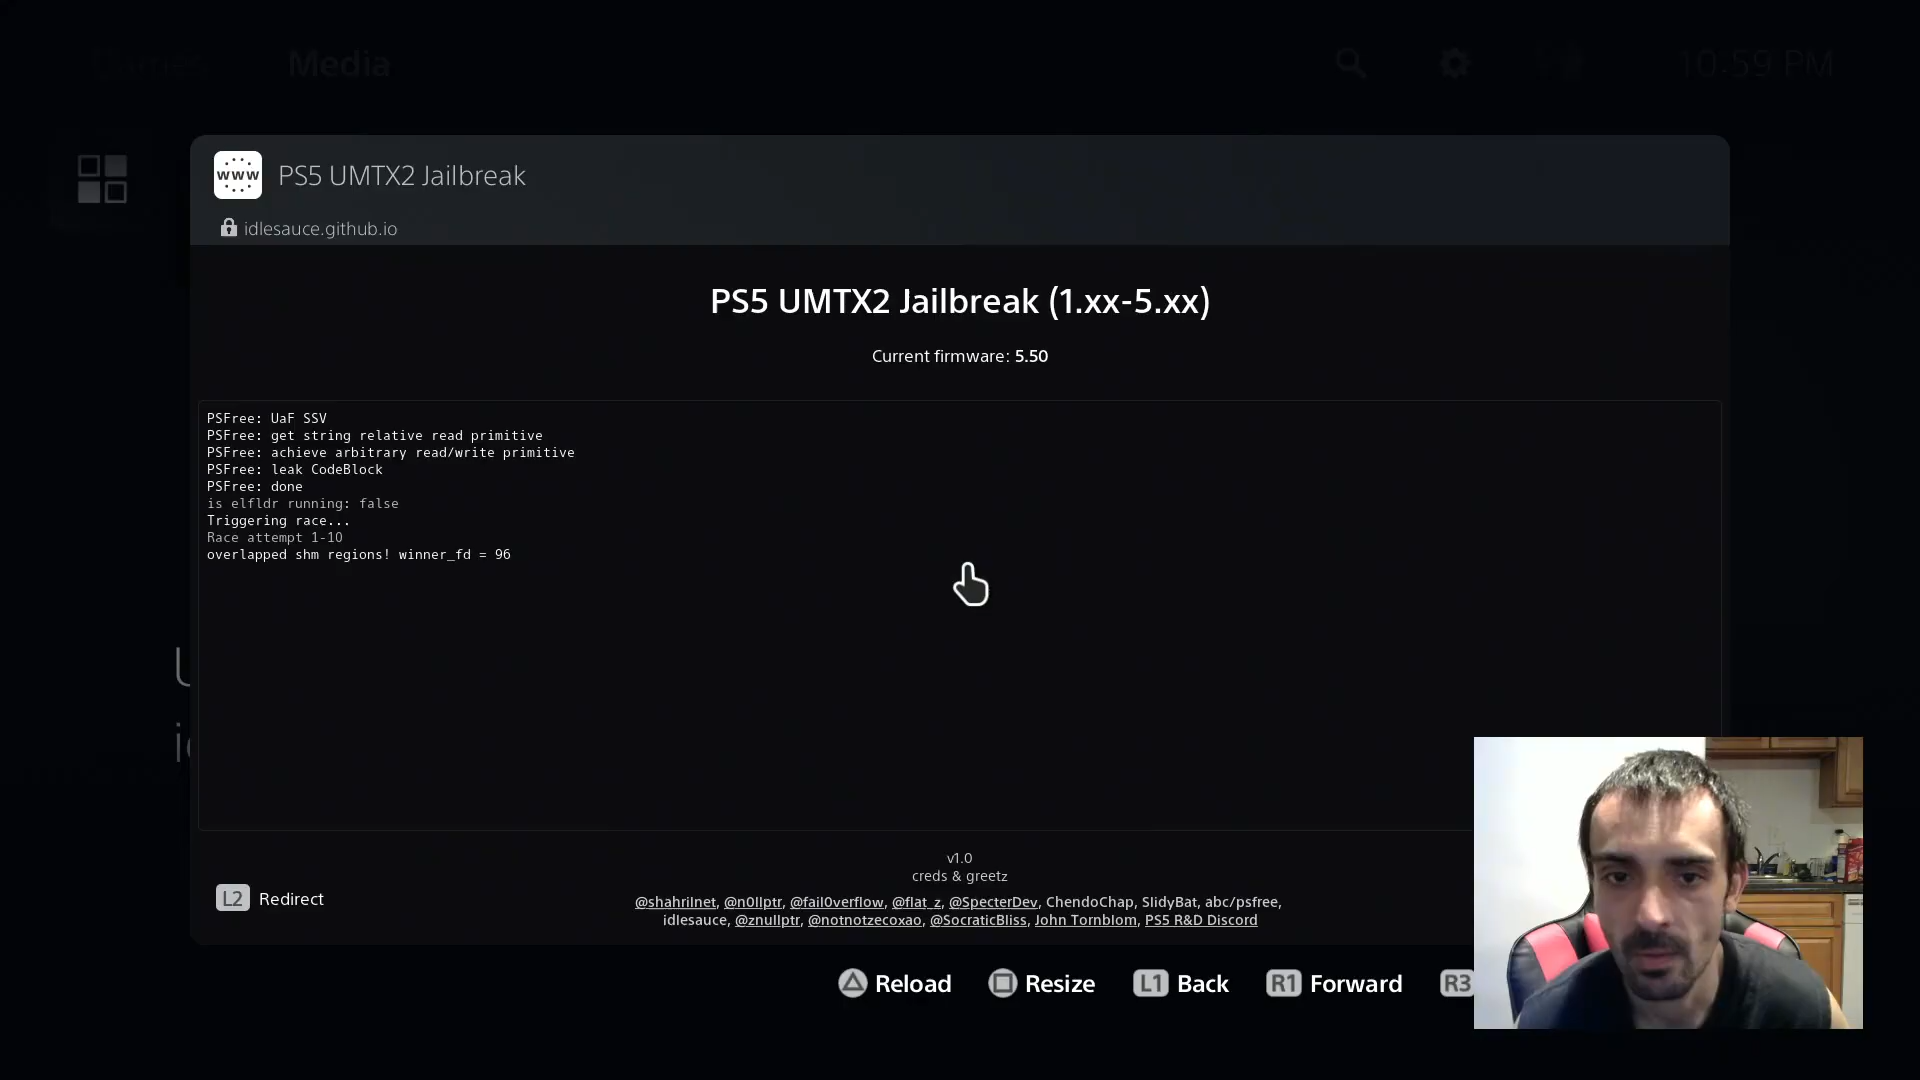 Media
10:59 PM
www
PS5 UMTX2 Jailbreak
idlesauce.github.io
PS5 UMTX2 Jailbreak (1.xx-5.xx)
Current firmware: 5.50
PSFree: UaF SSV
PSFree: get string relative read primitive
PSFree: achieve arbitrary read/write primitive
PSFree: leak CodeBlock
PSFree: done
is elfldr running: false
Triggering race...
Race attempt 1-10
overlapped shm regions! winner_fd = 96
v1.0
creds & greetz
@shahrilnet, @n0llptr, @fail0verflow, @flat_z, @SpecterDev, ChendoChap, SlidyBat, abc/psfree,
idlesauce, @znullptr, @notnotzecoxao, @SocraticBliss, John Tornblom, PS5 R&D Discord
L2 Redirect
Reload Resize L1 Back R1 Forward R3